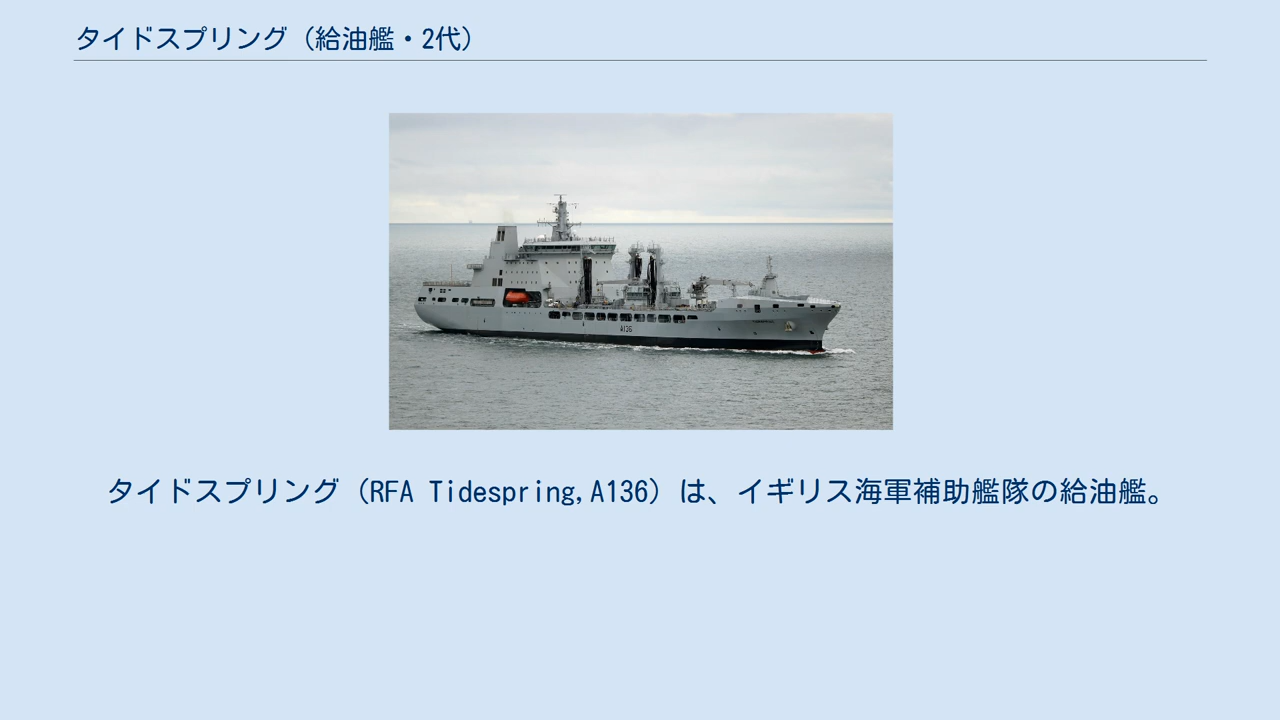 タイドスプリング（給油艦・2代）
A136
タイドスプリング（RFA Tidespring,A136）は、イギリス海軍補助艦隊の給油艦。